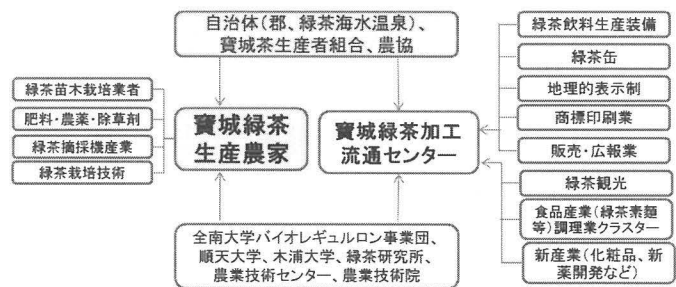 自治体(郡、緑茶海水温泉)、
寶城茶生産者組合、農協
緑茶苗木栽培業者
肥料・農薬・除草剤
緑茶摘採機産業
緑茶栽培技術
寶城緑茶
生産農家
寶城緑茶加工
流通センター
緑茶飲料生産装備
緑茶缶
地理的表示制
商標印刷業
販売・広報業
緑茶観光
食品産業(緑茶素麺
等)調理業クラスター
新産業(化粧品、新
薬開発など)
全南大学バイオレギュルロン事業団、
順天大学、木浦大学、緑茶研究所、
農業技術センター、農業技術院